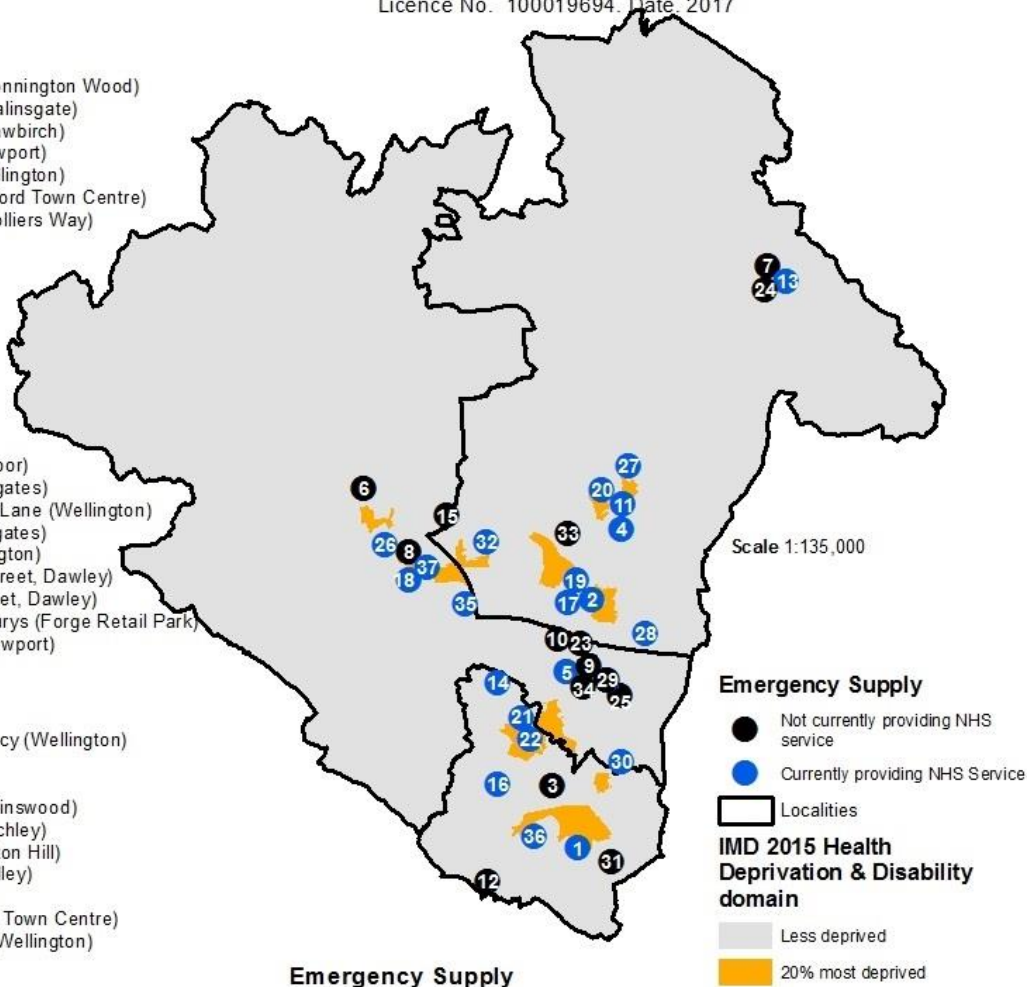 Licence No. 100019694. Date. 2017
onnington Wood)
alinsgate)
awbirch)
wport)
llington)
ord Town Centre)
olliers Way)
oor)
gates)
Lane (Wellington)
gates)
gton)
reet, Dawley)
et, Dawley)
urys (Forge Retail Park)
wport)
cy (Wellington)
inswood)
chley)
ton Hill)
lley)
Town Centre)
Wellington)
7
13
24
27
20
11
4
6
15
33
32
26
8
37
18
35
19
17
2
28
10
23
9
5
29
34
25
14
21
22
30
16
3
36
1
31
12
Scale 1:135,000
Emergency Supply
Not currently providing NHS
service
Currently providing NHS Service
Localities
IMD 2015 Health
Deprivation & Disability
domain
Less deprived
20% most deprived
Emergency Supply